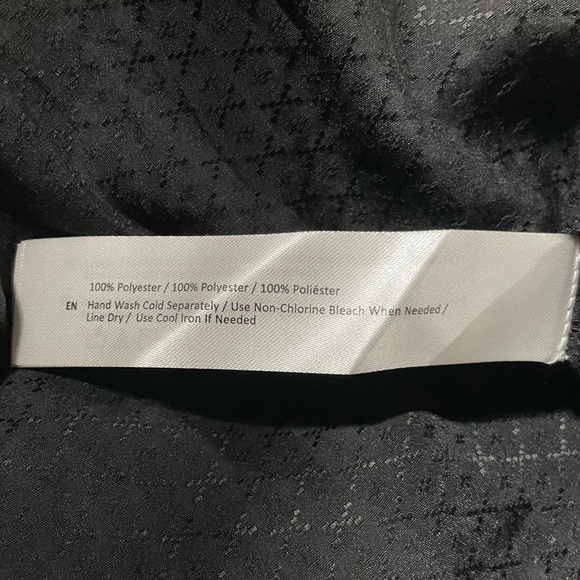 100% Polyester / 100% Polyester / 100% Poliéster
EN Hand Wash Cold Separately / Use Non-Chlorine Bleach When Needed /
Line Dry / Use Cool Iron If Needed